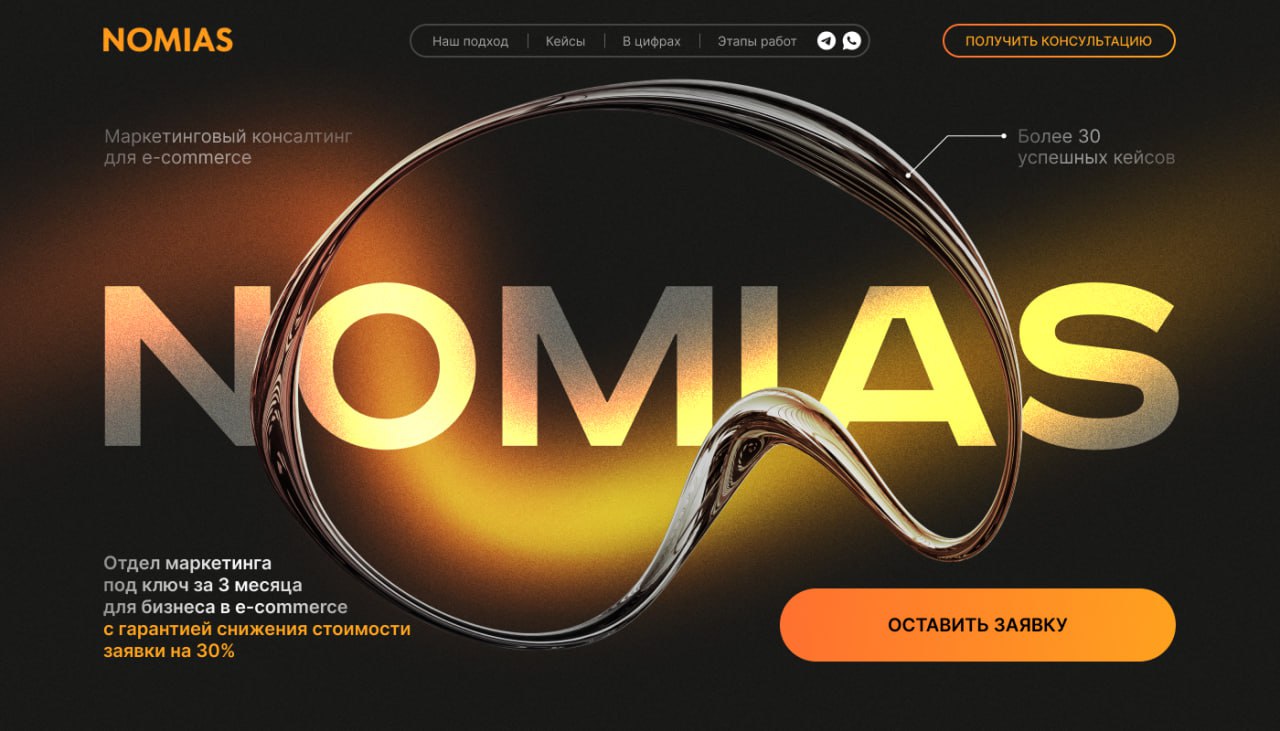 NOMIAS
Наш подход
Кейсы
В цифрах
Этапы работ
ПОЛУЧИТЬ КОНСУЛЬТАЦИЮ
Маркетинговый консалтинг
для e-commerce
Более 30
успешных кейсов
NOMIAS
Отдел маркетинга
под ключ за 3 месяца
для бизнеса в e-commerce
с гарантией снижения стоимости
заявки на 30%
ОСТАВИТЬ ЗАЯВКУ